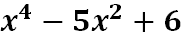 x⁴ − 5x² + 6